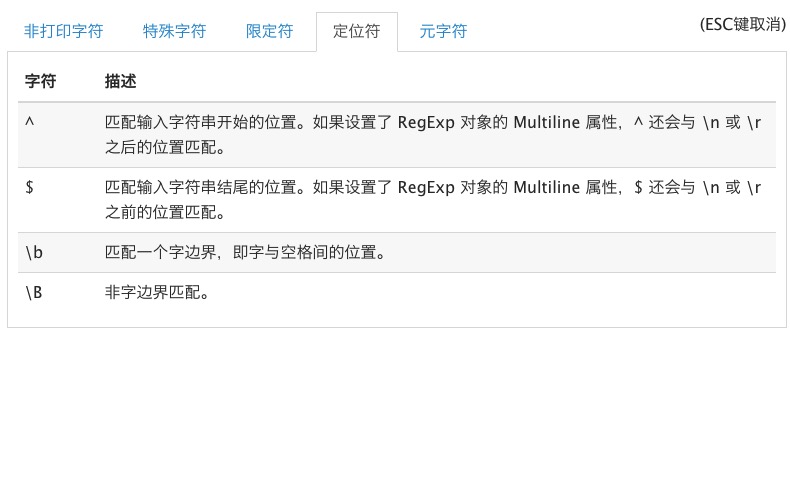 非打印字符 特殊字符 限定符 定位符 元字符 (ESC键取消)
字符 描述
^ 匹配输入字符串开始的位置。如果设置了 RegExp 对象的 Multiline 属性，^ 还会与 \n 或 \r
之后的位置匹配。
$ 匹配输入字符串结尾的位置。如果设置了 RegExp 对象的 Multiline 属性，$ 还会与 \n 或 \r
之前的位置匹配。
\b 匹配一个字边界，即字与空格间的位置。
\B 非字边界匹配。